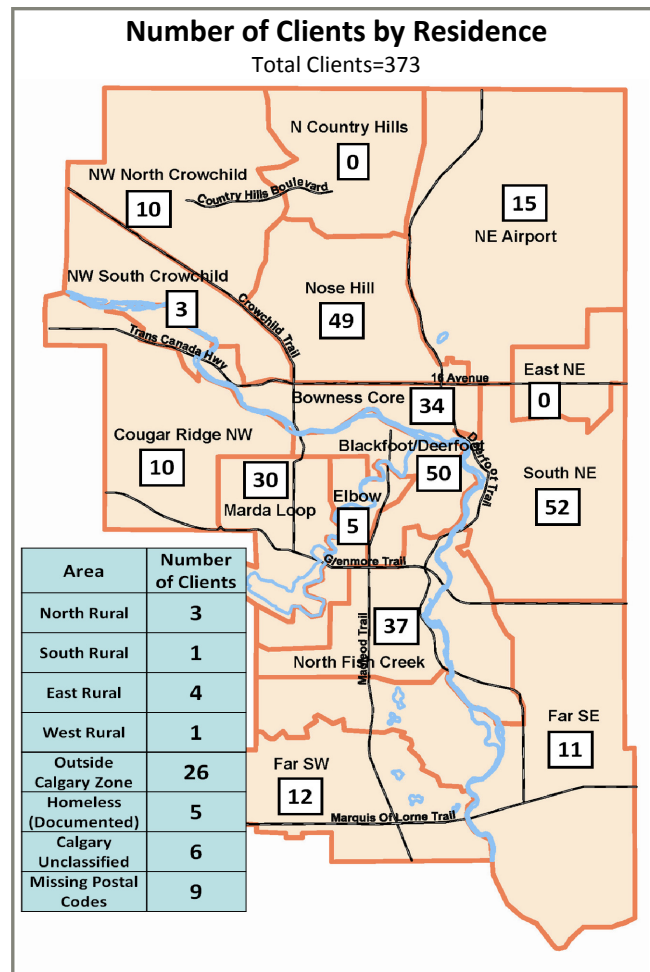 Number of Clients by Residence
Total Clients=373
N Country Hills
0
NW North Crowchild
10
Country Hills Boulevard
15
NE Airport
NW South Crowchild
3
Nose Hill
49
Crowchild Trail
Trans Canada Hwy
16 Avenue
East NE
0
Bowness Core
34
Cougar Ridge NW
10
Blackfoot/Deerfoot
50
Deerfoot Trail
South NE
52
30
Marda Loop
Elbow
5
Glenmore Trail
37
North Fish Creek
Macleod Trail
Far SE
11
Far SW
12
Marquis Of Lorne Trail
Area
Number
of Clients
North Rural
3
South Rural
1
East Rural
4
West Rural
1
Outside
Calgary Zone
26
Homeless
(Documented)
5
Calgary
Unclassified
6
Missing Postal
Codes
9